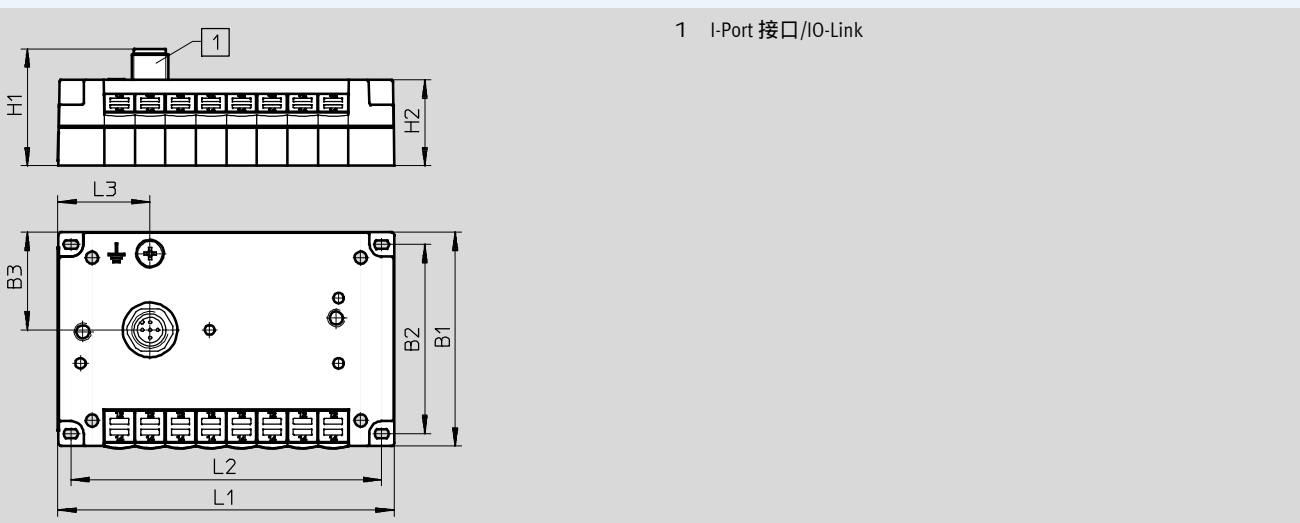 1 I-Port 接口/IO-Link
1
H1
H2
L3
B3
B2
B1
L2
L1